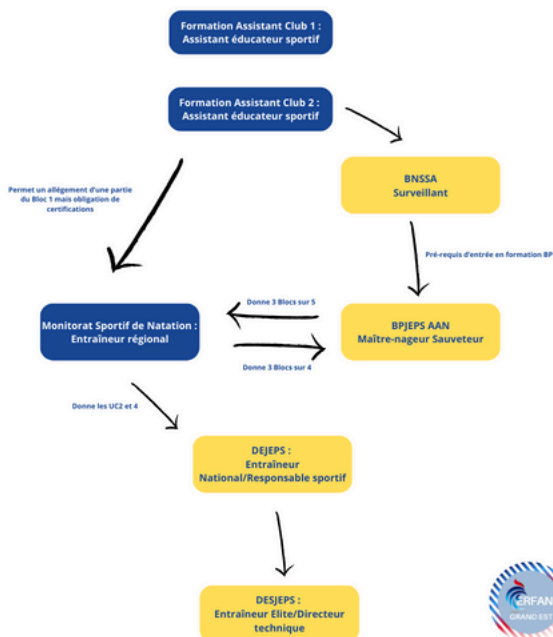 Formation Assistant Club 1 :
Assistant éducateur sportif
Formation Assistant Club 2 :
Assistant éducateur sportif
Permet un allégement d'une partie
du Bloc 1 mais obligation de
certifications
BNSSA
Surveillant
Pré-requis d'entrée en formation BP
Monitorat Sportif de Natation :
Entraîneur régional
Donne 3 Blocs sur 5
BPJEPS AAN
Maître-nageur Sauveteur
Donne 3 Blocs sur 4
Donne les UC2 et 4
DEJEPS :
Entraîneur
National/Responsable sportif
DESJEPS :
Entraîneur Elite/Directeur
technique
ERFAN
GRAND EST